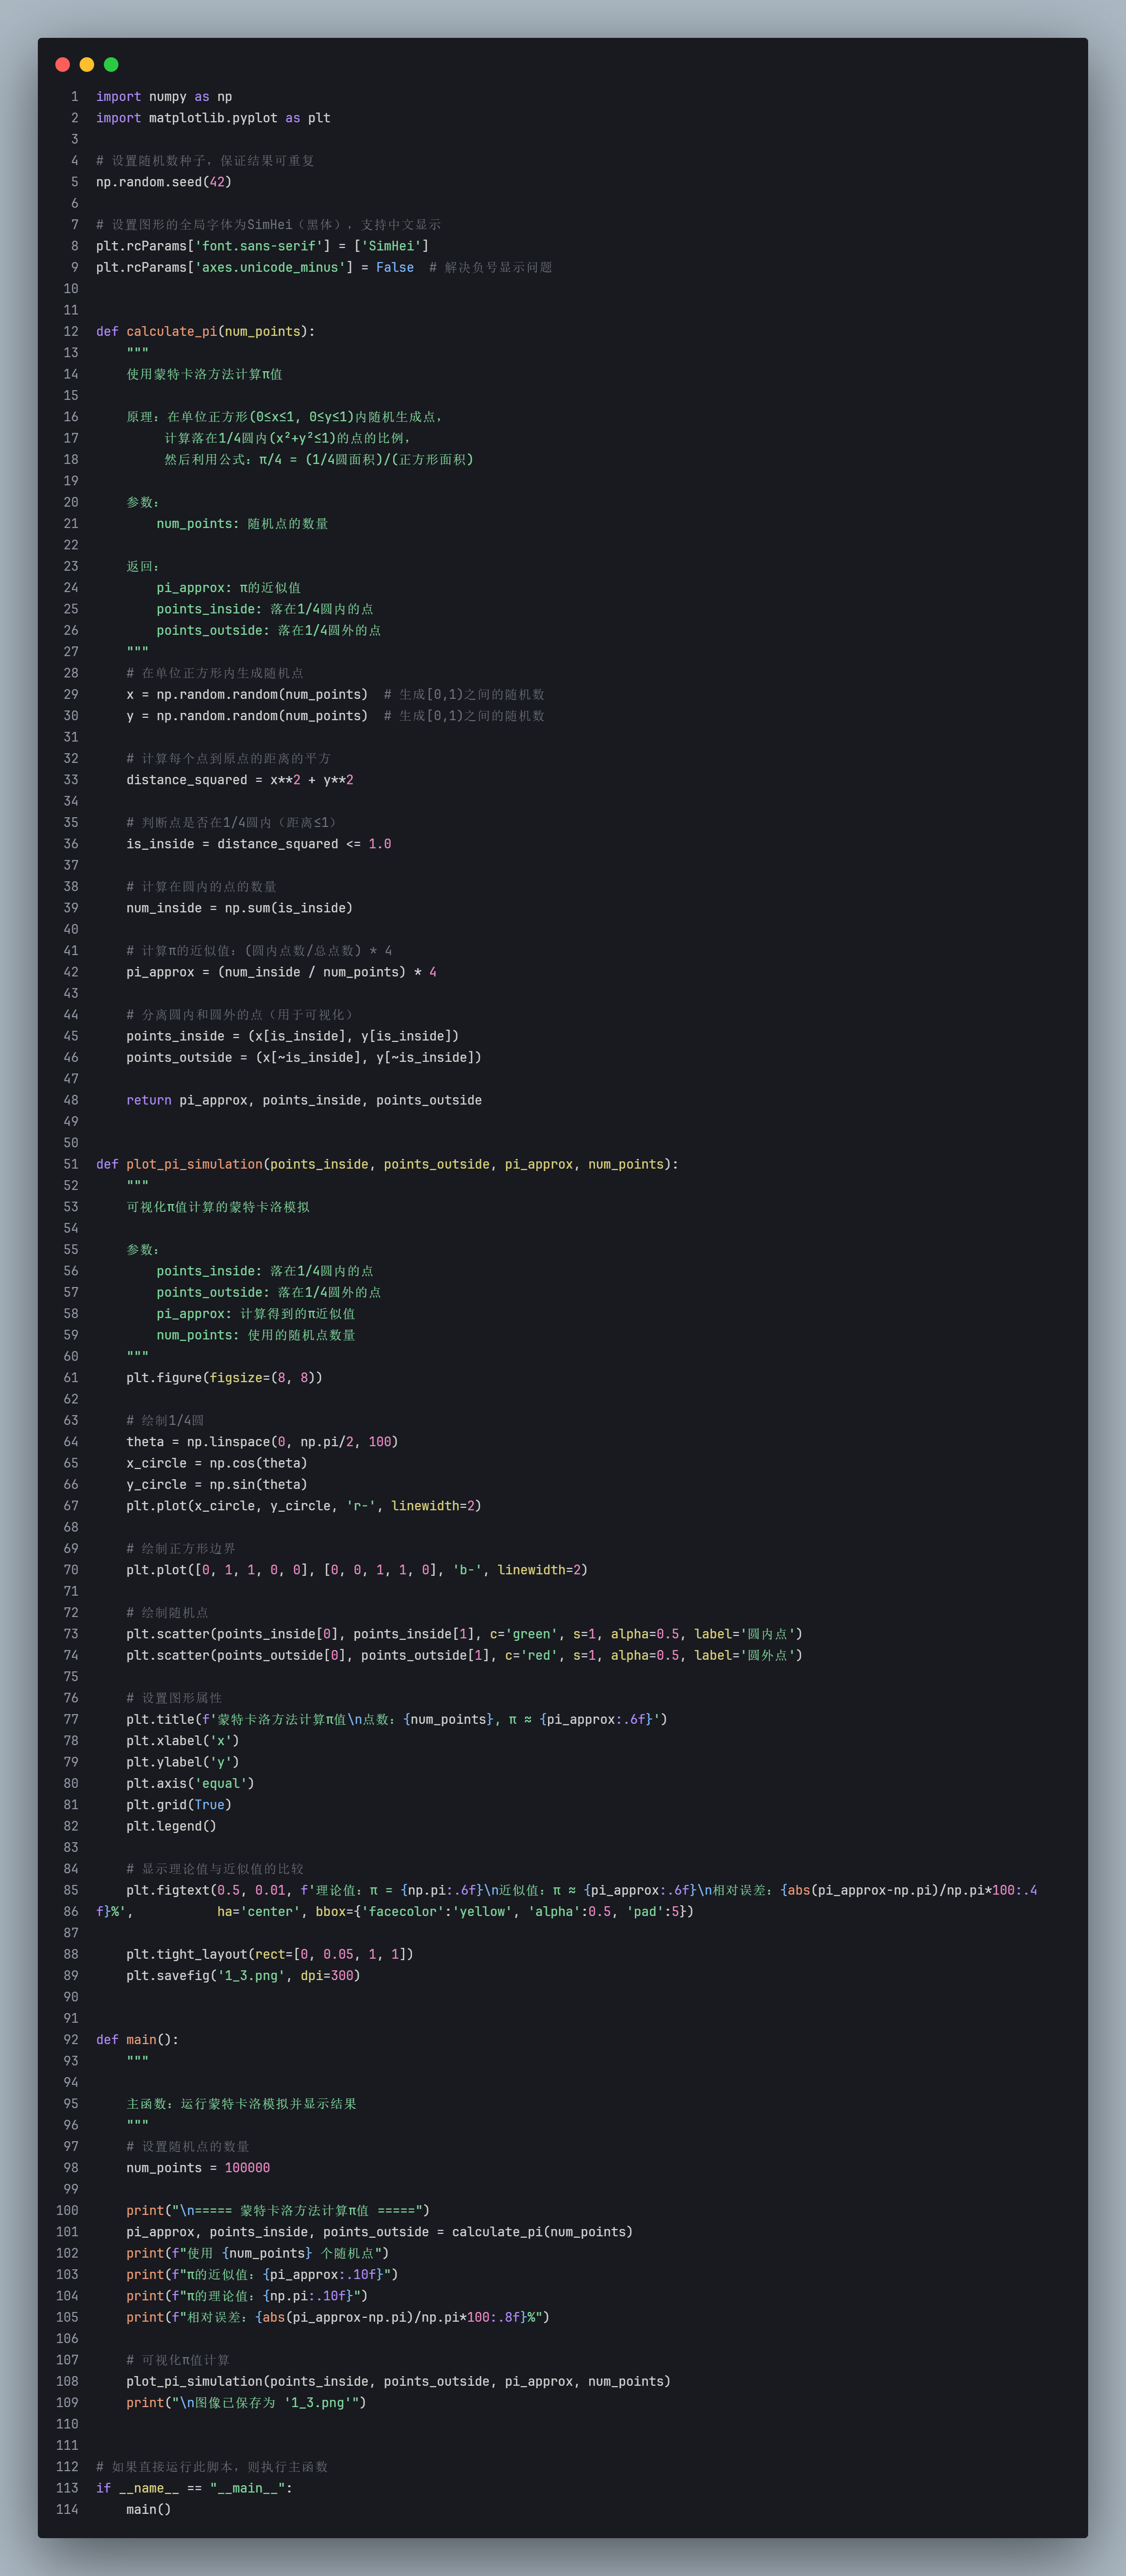 1 import numpy as np
2 import matplotlib.pyplot as plt
3
4 # 设置随机数种子，保证结果可重复
5 np.random.seed(42)
6
7 # 设置图形的全局字体为SimHei（黑体），支持中文显示
8 plt.rcParams['font.sans-serif'] = ['SimHei']
9 plt.rcParams['axes.unicode_minus'] = False  # 解决负号显示问题
10
11
12 def calculate_pi(num_points):
13     """
14     使用蒙特卡洛方法计算π值
15
16     原理：在单位正方形(0≤x≤1, 0≤y≤1)内随机生成点，
17          计算落在1/4圆内(x²+y²≤1)的点的比例，
18          然后利用公式：π/4 = (1/4圆面积)/(正方形面积)
19
20     参数：
21         num_points: 随机点的数量
22
23     返回：
24         pi_approx: π的近似值
25         points_inside: 落在1/4圆内的点
26         points_outside: 落在1/4圆外的点
27     """
28     # 在单位正方形内生成随机点
29     x = np.random.random(num_points)  # 生成[0,1)之间的随机数
30     y = np.random.random(num_points)  # 生成[0,1)之间的随机数
31
32     # 计算每个点到原点的距离的平方
33     distance_squared = x**2 + y**2
34
35     # 判断点是否在1/4圆内（距离≤1）
36     is_inside = distance_squared <= 1.0
37
38     # 计算在圆内的点的数量
39     num_inside = np.sum(is_inside)
40
41     # 计算π的近似值：(圆内点数/总点数) * 4
42     pi_approx = (num_inside / num_points) * 4
43
44     # 分离圆内和圆外的点（用于可视化）
45     points_inside = (x[is_inside], y[is_inside])
46     points_outside = (x[~is_inside], y[~is_inside])
47
48     return pi_approx, points_inside, points_outside
49
50
51 def plot_pi_simulation(points_inside, points_outside, pi_approx, num_points):
52     """
53     可视化π值计算的蒙特卡洛模拟
54
55     参数：
56         points_inside: 落在1/4圆内的点
57         points_outside: 落在1/4圆外的点
58         pi_approx: 计算得到的π近似值
59         num_points: 使用的随机点数量
60     """
61     plt.figure(figsize=(8, 8))
62
63     # 绘制1/4圆
64     theta = np.linspace(0, np.pi/2, 100)
65     x_circle = np.cos(theta)
66     y_circle = np.sin(theta)
67     plt.plot(x_circle, y_circle, 'r-', linewidth=2)
68
69     # 绘制正方形边界
70     plt.plot([0, 1, 1, 0, 0], [0, 0, 1, 1, 0], 'b-', linewidth=2)
71
72     # 绘制随机点
73     plt.scatter(points_inside[0], points_inside[1], c='green', s=1, alpha=0.5, label='圆内点')
74     plt.scatter(points_outside[0], points_outside[1], c='red', s=1, alpha=0.5, label='圆外点')
75
76     # 设置图形属性
77     plt.title(f'蒙特卡洛方法计算π值\n点数：{num_points}, π ≈ {pi_approx:.6f}')
78     plt.xlabel('x')
79     plt.ylabel('y')
80     plt.axis('equal')
81     plt.grid(True)
82     plt.legend()
83
84     # 显示理论值与近似值的比较
85     plt.figtext(0.5, 0.01, f'理论值：π = {np.pi:.6f}\n近似值：π ≈ {pi_approx:.6f}\n相对误差：{abs(pi_approx-np.pi)/np.pi*100:.4
86 f}%',           ha='center', bbox={'facecolor':'yellow', 'alpha':0.5, 'pad':5})
87
88     plt.tight_layout(rect=[0, 0.05, 1, 1])
89     plt.savefig('1_3.png', dpi=300)
90
91
92 def main():
93     """
94
95     主函数：运行蒙特卡洛模拟并显示结果
96     """
97     # 设置随机点的数量
98     num_points = 100000
99
100     print("\n===== 蒙特卡洛方法计算π值 =====")
101     pi_approx, points_inside, points_outside = calculate_pi(num_points)
102     print(f"使用 {num_points} 个随机点")
103     print(f"π的近似值：{pi_approx:.10f}")
104     print(f"π的理论值：{np.pi:.10f}")
105     print(f"相对误差：{abs(pi_approx-np.pi)/np.pi*100:.8f}%")
106
107     # 可视化π值计算
108     plot_pi_simulation(points_inside, points_outside, pi_approx, num_points)
109     print("\n图像已保存为 '1_3.png'")
110
111
112 # 如果直接运行此脚本，则执行主函数
113 if __name__ == "__main__":
114     main()